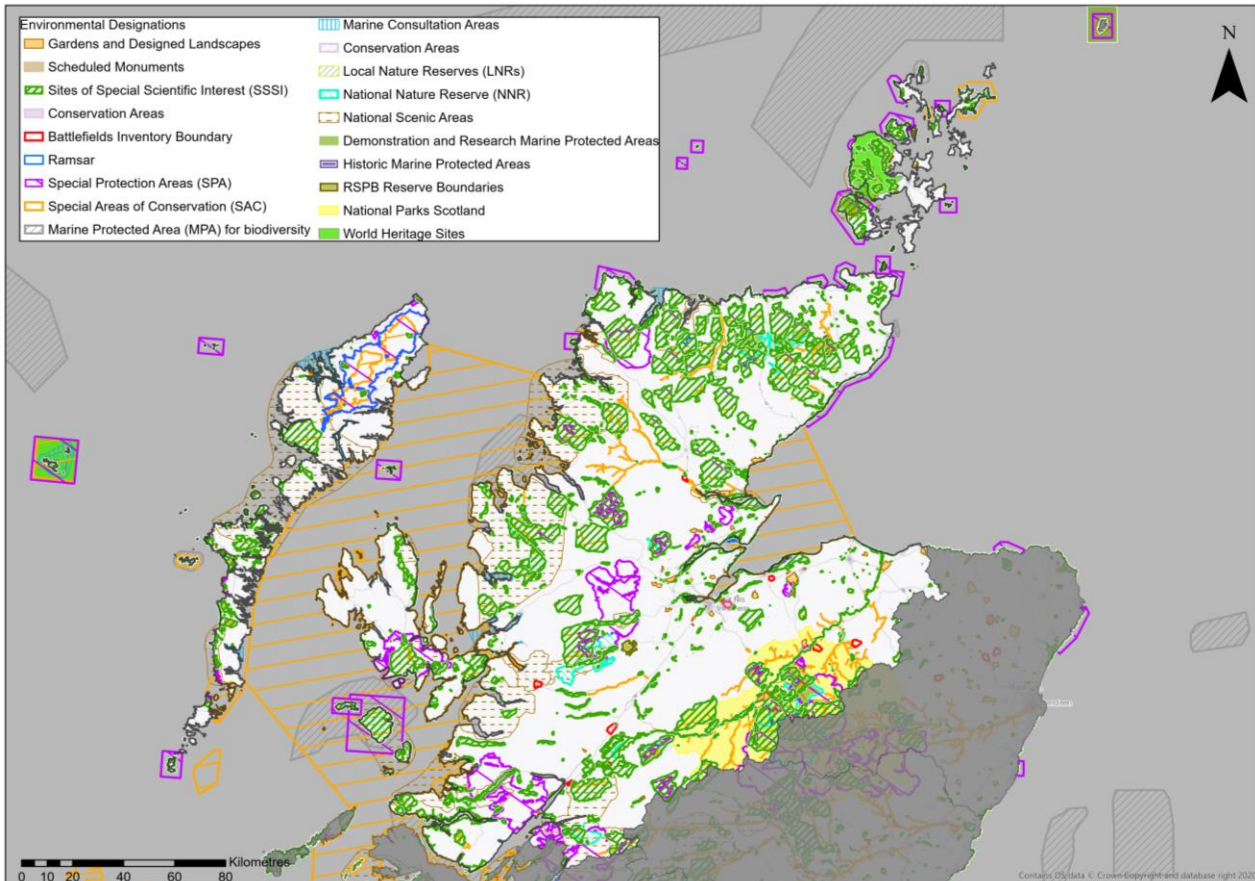 Environmental Designations
Gardens and Designed Landscapes
Scheduled Monuments
Sites of Special Scientific Interest (SSSI)
Conservation Areas
Battlefields Inventory Boundary
Ramsar
Special Protection Areas (SPA)
Special Areas of Conservation (SAC)
Marine Protected Area (MPA) for biodiversity
Marine Consultation Areas
Conservation Areas
Local Nature Reserves (LNRs)
National Nature Reserve (NNR)
National Scenic Areas
Demonstration and Research Marine Protected Areas
Historic Marine Protected Areas
RSPB Reserve Boundaries
National Parks Scotland
World Heritage Sites
N
Kilometres
0 10 20 40 60 80
Contains OS data © Crown Copyright and database right 2020